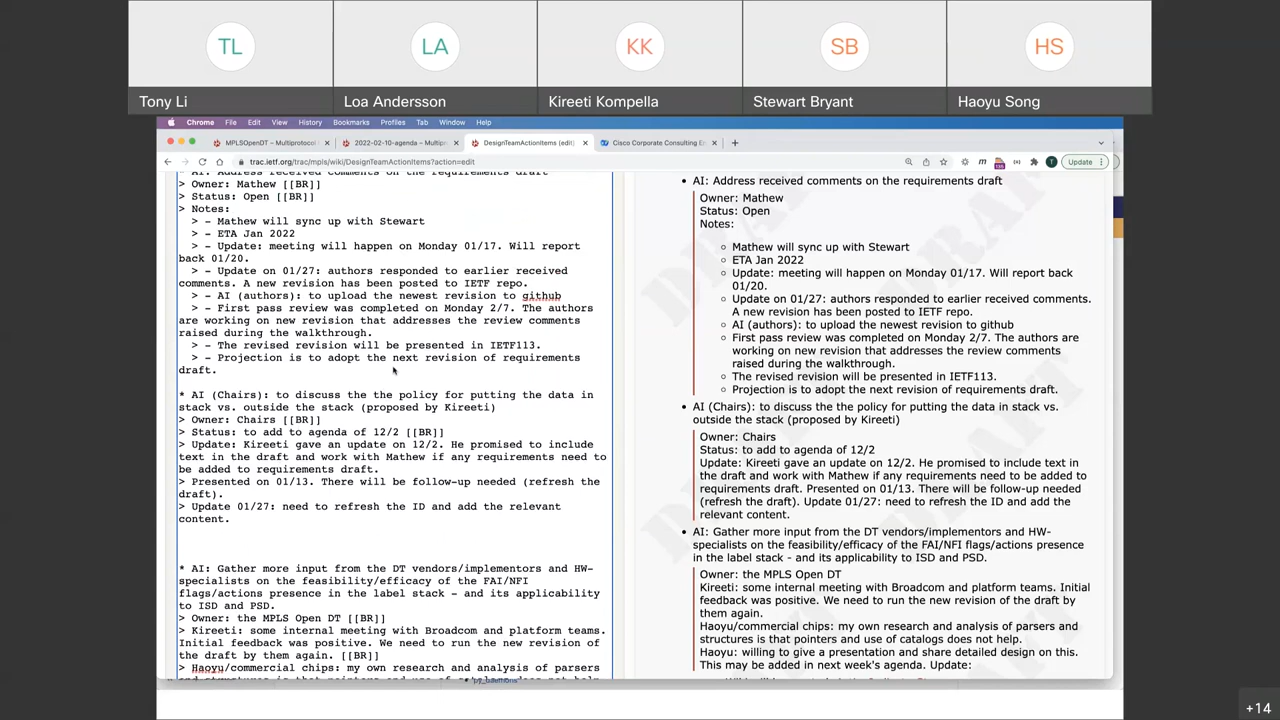 TL
LA
KK
SB
HS
Tony Li
Loa Andersson
Kireeti Kompella
Stewart Bryant
Haoyu Song
Chrome File Edit View History Bookmarks Profiles Tab Window Help
MPLSOpenDT – Multiprotocol
2022-02-10-agenda – Multipr
DesignTeamActionItems (edit)
Cisco Corporate Consulting En
trac.ietf.org/trac/mpls/wiki/DesignTeamActionItems?action=edit
Update
* AI: Address received comments on the requirements draft
> Owner: Mathew [[BR]]
> Status: Open [[BR]]
> Notes:
> - Mathew will sync up with Stewart
> - ETA Jan 2022
> - Update: meeting will happen on Monday 01/17. Will report
back 01/20.
> - Update on 01/27: authors responded to earlier received
comments. A new revision has been posted to IETF repo.
> - AI (authors): to upload the newest revision to github
> - First pass review was completed on Monday 2/7. The authors
are working on new revision that addresses the review comments
raised during the walkthrough.
> - The revised revision will be presented in IETF113.
> - Projection is to adopt the next revision of requirements
draft.
* AI (Chairs): to discuss the the policy for putting the data in
stack vs. outside the stack (proposed by Kireeti)
> Owner: Chairs [[BR]]
> Status: to add to agenda of 12/2 [[BR]]
> Update: Kireeti gave an update on 12/2. He promised to include
text in the draft and work with Mathew if any requirements need to
be added to requirements draft.
> Presented on 01/13. There will be follow-up needed (refresh the
draft).
> Update 01/27: need to refresh the ID and add the relevant
content.
* AI: Gather more input from the DT vendors/implementors and HW-
specialists on the feasibility/efficacy of the FAI/NFI
flags/actions presence in the label stack - and its applicability
to ISD and PSD.
> Owner: the MPLS Open DT [[BR]]
> Kireeti: some internal meeting with Broadcom and platform teams.
Initial feedback was positive. We need to run the new revision of
the draft by them again. [[BR]]
> Haoyu/commercial chips: my own research and analysis of parsers
and structures is that pointers and use of catalogs does not help
• AI: Address received comments on the requirements draft
Owner: Mathew
Status: Open
Notes:
Mathew will sync up with Stewart
ETA Jan 2022
Update: meeting will happen on Monday 01/17. Will report back
01/20.
Update on 01/27: authors responded to earlier received comments.
A new revision has been posted to IETF repo.
AI (authors): to upload the newest revision to github
First pass review was completed on Monday 2/7. The authors are
working on new revision that addresses the review comments
raised during the walkthrough.
The revised revision will be presented in IETF113.
Projection is to adopt the next revision of requirements draft.
• AI (Chairs): to discuss the the policy for putting the data in stack vs.
outside the stack (proposed by Kireeti)
Owner: Chairs
Status: to add to agenda of 12/2
Update: Kireeti gave an update on 12/2. He promised to include text in
the draft and work with Mathew if any requirements need to be added to
requirements draft. Presented on 01/13. There will be follow-up needed
(refresh the draft). Update 01/27: need to refresh the ID and add the
relevant content.
• AI: Gather more input from the DT vendors/implementors and HW-
specialists on the feasibility/efficacy of the FAI/NFI flags/actions presence
in the label stack - and its applicability to ISD and PSD.
Owner: the MPLS Open DT
Kireeti: some internal meeting with Broadcom and platform teams. Initial
feedback was positive. We need to run the new revision of the draft by
them again.
Haoyu/commercial chips: my own research and analysis of parsers and
structures is that pointers and use of catalogs does not help.
Haoyu: willing to give a presentation and share detailed design on this.
This may be added in next week's agenda. Update:
DRAFT
+14